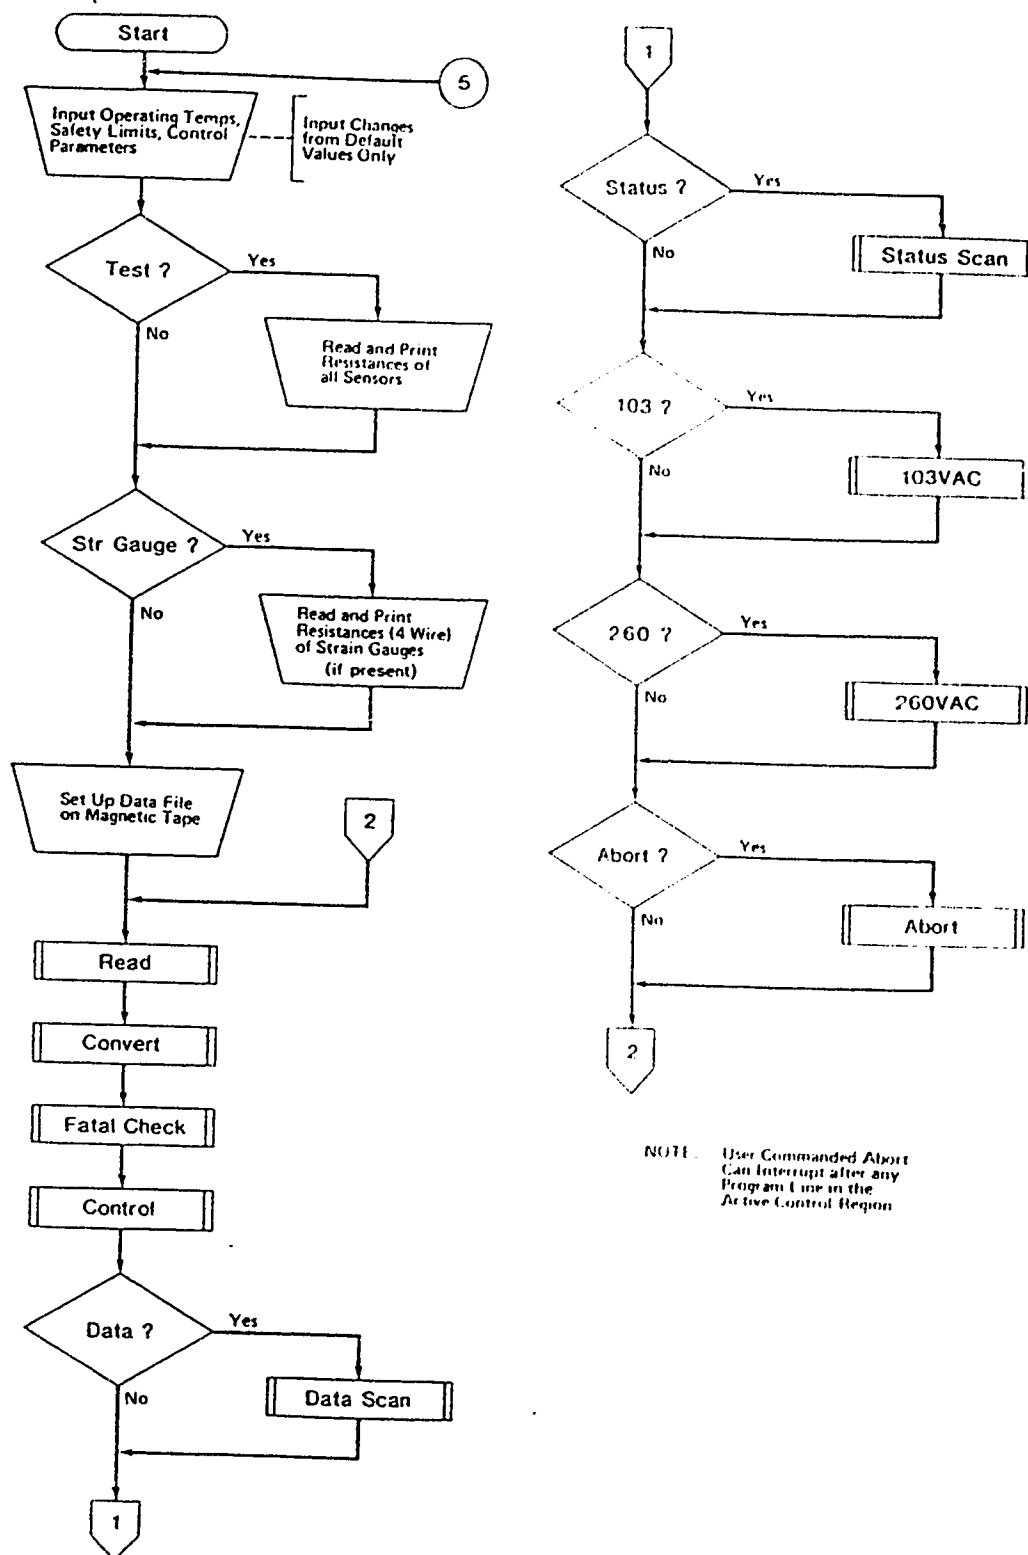 Start
5
Input Operating Temps,
Safety Limits, Control
Parameters
Input Changes
from Default
Values Only
Test ?
Yes
No
Read and Print
Resistances of
all Sensors
Str Gauge ?
Yes
No
Read and Print
Resistances (4 Wire)
of Strain Gauges
(if present)
Set Up Data File
on Magnetic Tape
2
Read
Convert
Fatal Check
Control
Data ?
Yes
No
Data Scan
1
1
Status ?
Yes
No
Status Scan
103 ?
Yes
No
103VAC
260 ?
Yes
No
260VAC
Abort ?
Yes
No
Abort
2
NOTE: User Commanded Abort
Can Interrupt after any
Program Line in the
Active Control Region